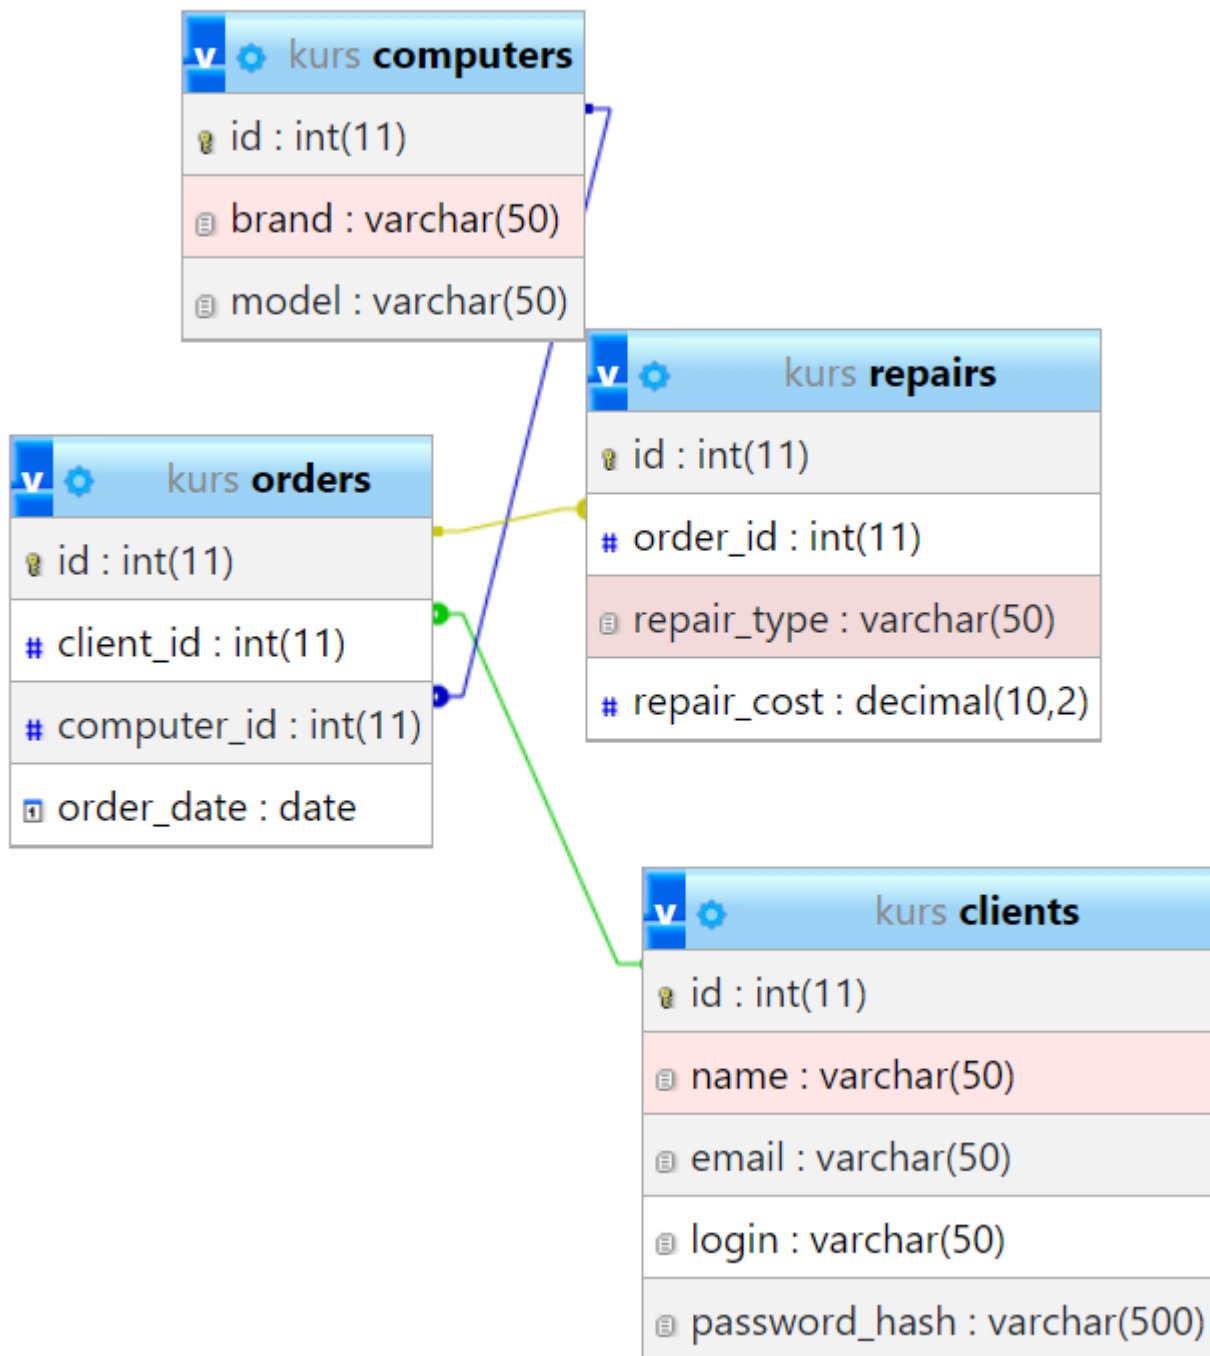 v kurs computers
id : int(11)
brand : varchar(50)
model : varchar(50)
v kurs repairs
id : int(11)
order_id : int(11)
repair_type : varchar(50)
repair_cost : decimal(10,2)
v kurs orders
id : int(11)
client_id : int(11)
computer_id : int(11)
order_date : date
v kurs clients
id : int(11)
name : varchar(50)
email : varchar(50)
login : varchar(50)
password_hash : varchar(500)